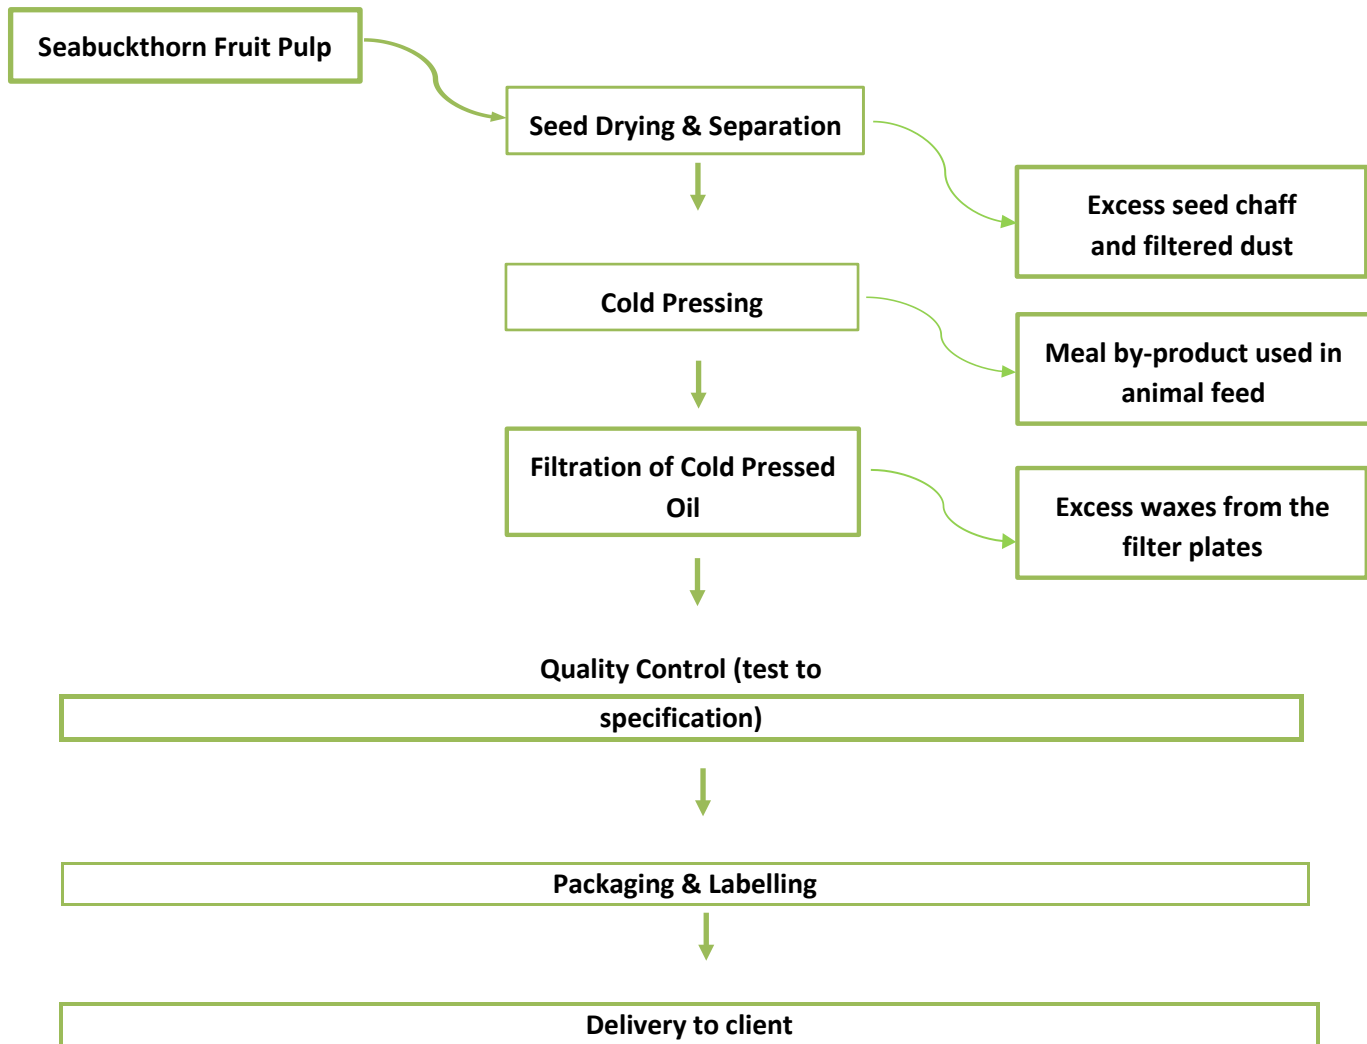 Seabuckthorn Fruit Pulp
Seed Drying & Separation
Excess seed chaff
and filtered dust
Cold Pressing
Meal by-product used in
animal feed
Filtration of Cold Pressed
Oil
Excess waxes from the
filter plates
Quality Control (test to
specification)
Packaging & Labelling
Delivery to client